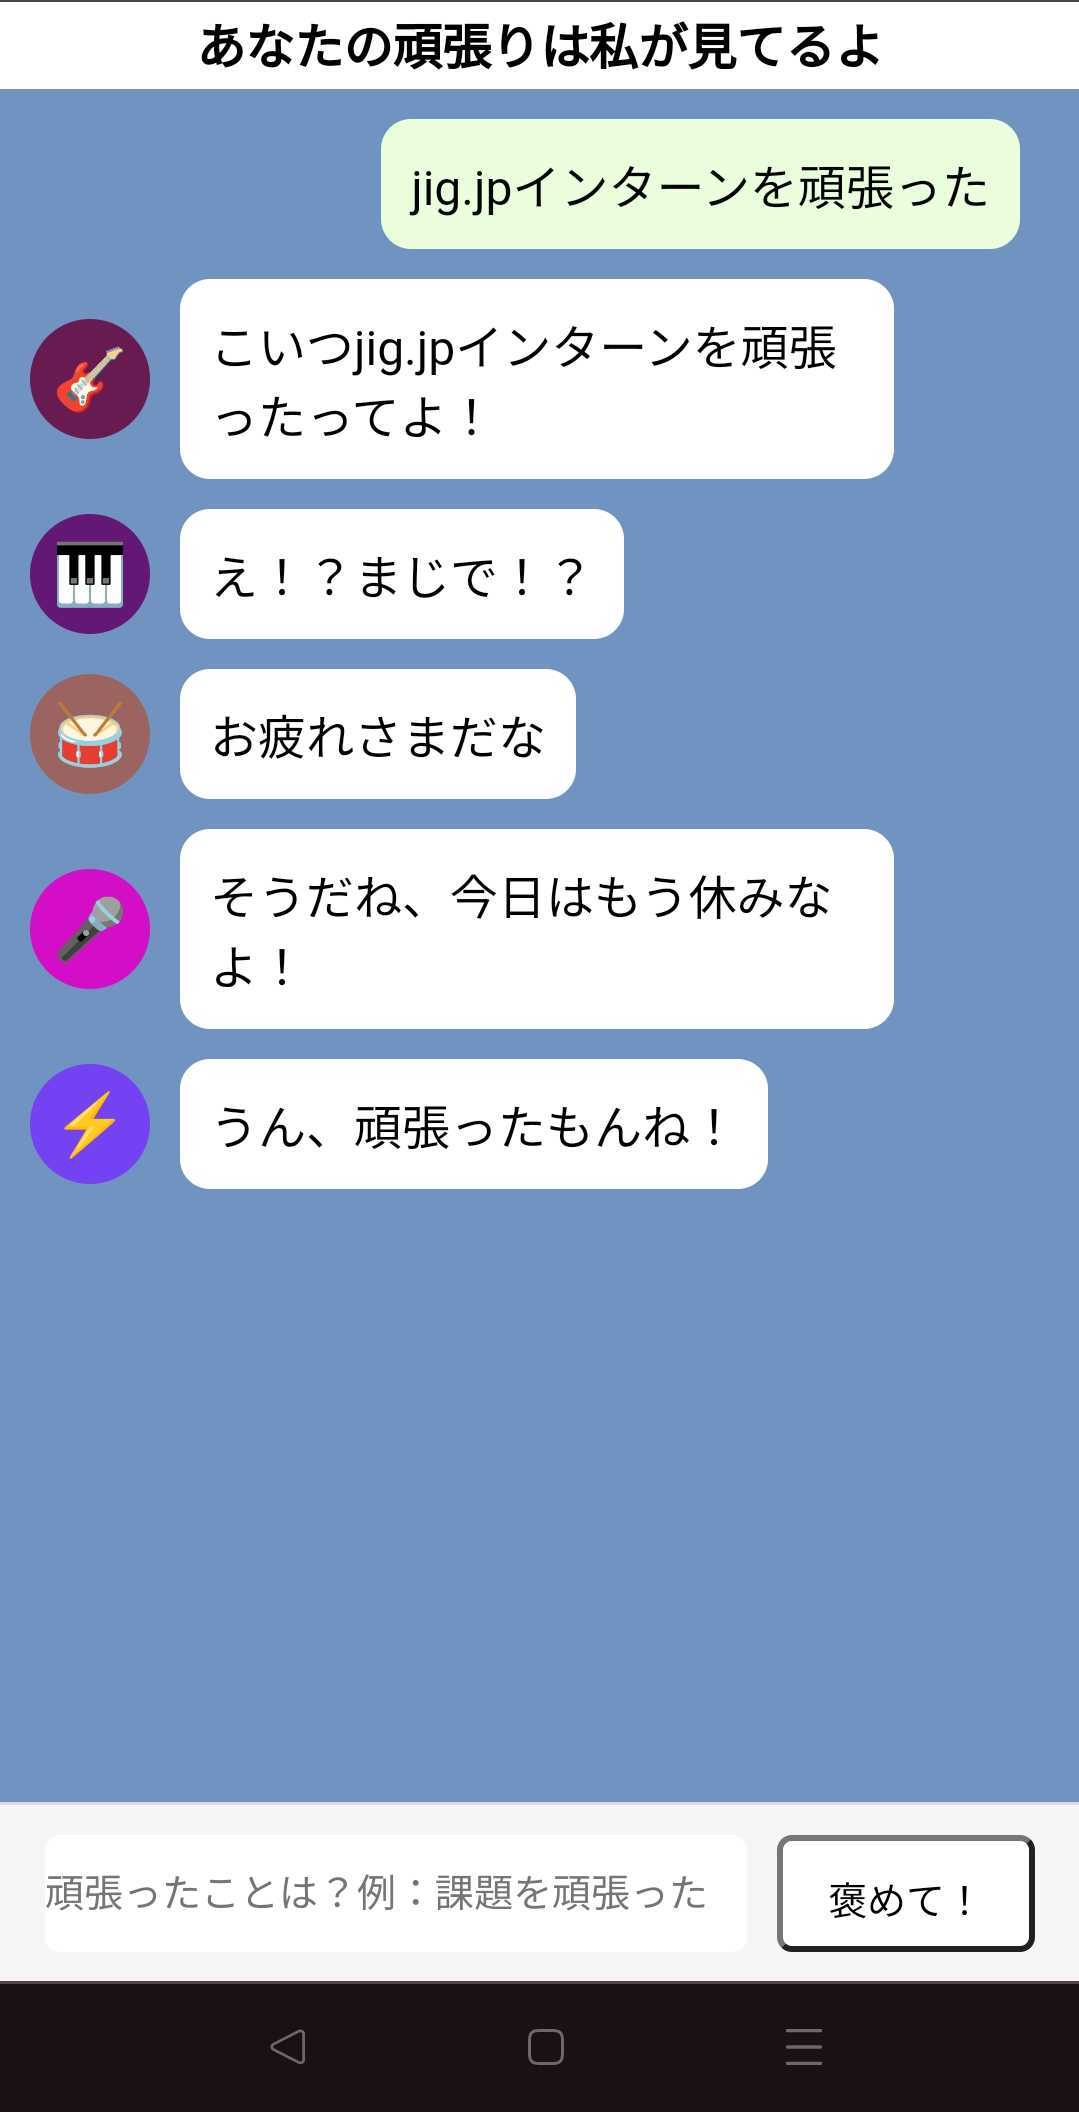 あなたの頑張りは私が見てるよ
jig.jpインターンを頑張った
こいつjig.jpインターンを頑張
ったってよ！
え！？まじで！？
お疲れさまだな
そうだね、今日はもう休みな
よ！
うん、頑張ったもんね！
頑張ったことは？例：課題を頑張った
褒めて！